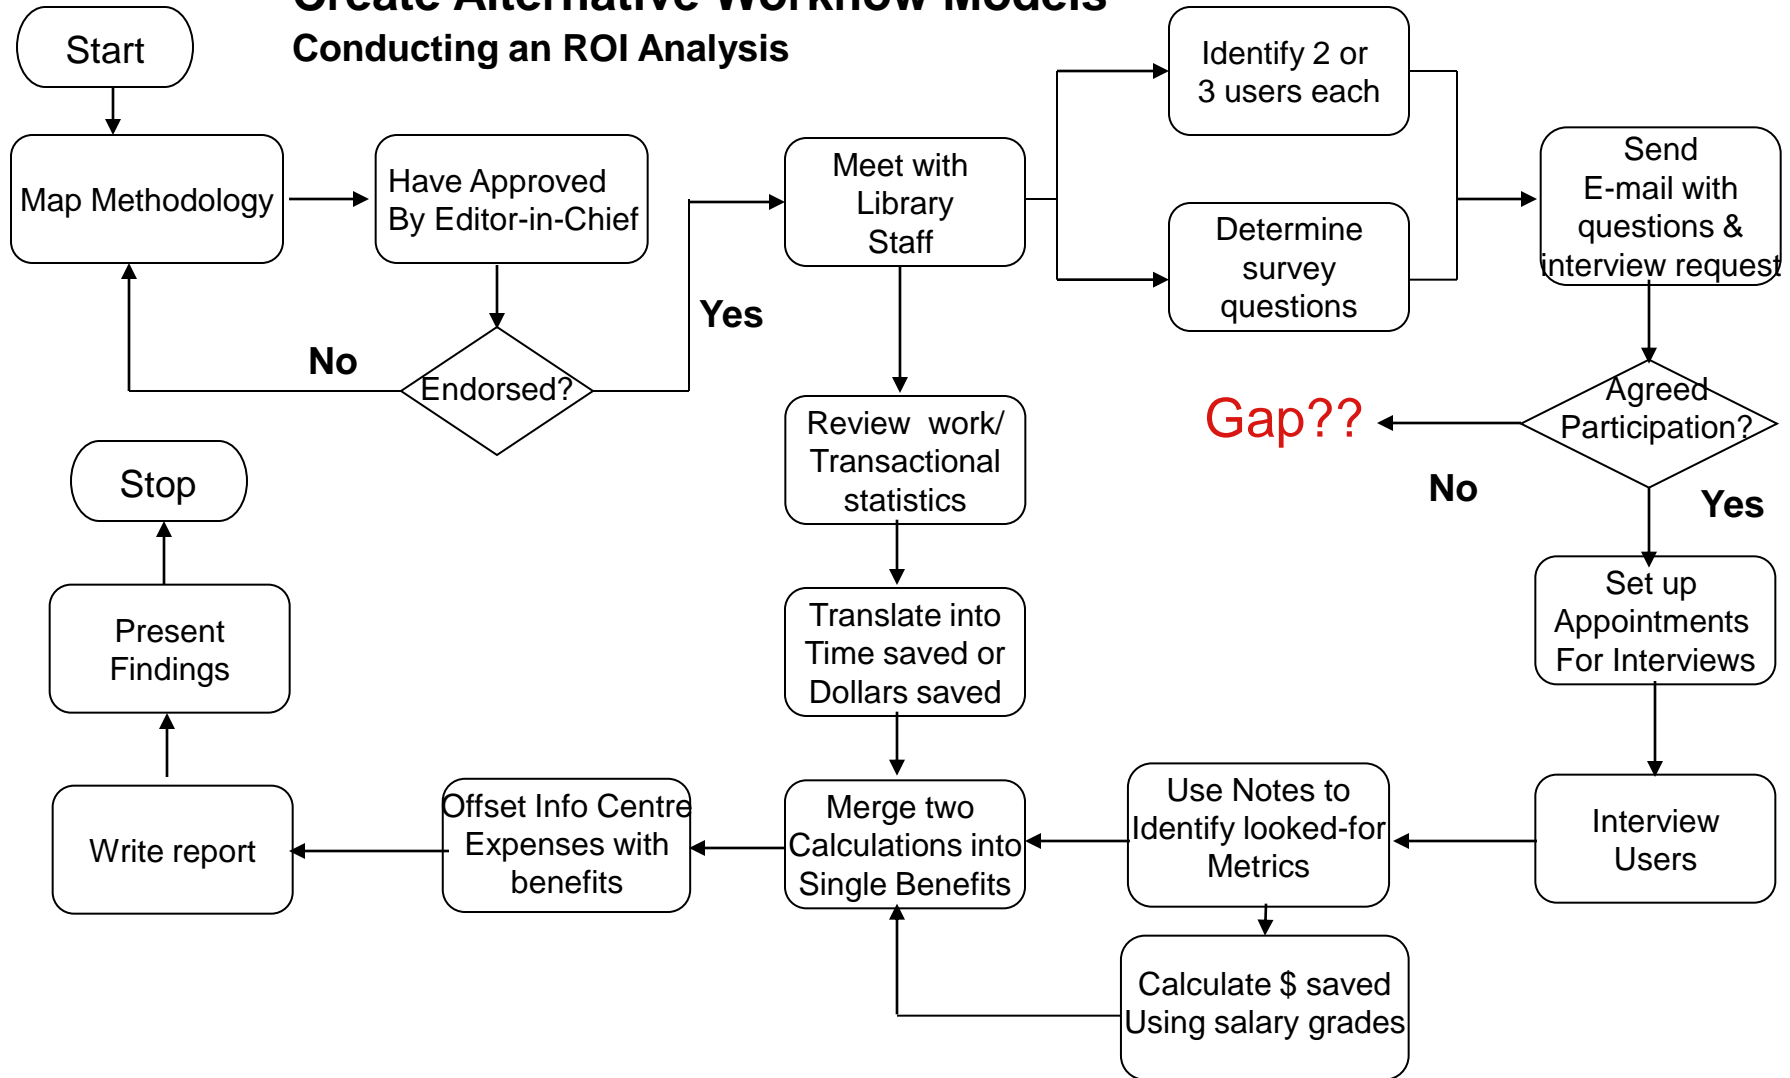 Create Alternative Workflow Models
Conducting an ROI Analysis
Start
Map Methodology
Have Approved
By Editor-in-Chief
Endorsed?
No
Yes
Meet with
Library
Staff
Identify 2 or
3 users each
Determine
survey
questions
Send
E-mail with
questions &
interview request
Agreed
Participation?
Gap??
No
Yes
Review work/
Transactional
statistics
Translate into
Time saved or
Dollars saved
Set up
Appointments
For Interviews
Interview
Users
Use Notes to
Identify looked-for
Metrics
Calculate $ saved
Using salary grades
Merge two
Calculations into
Single Benefits
Offset Info Centre
Expenses with
benefits
Write report
Present
Findings
Stop